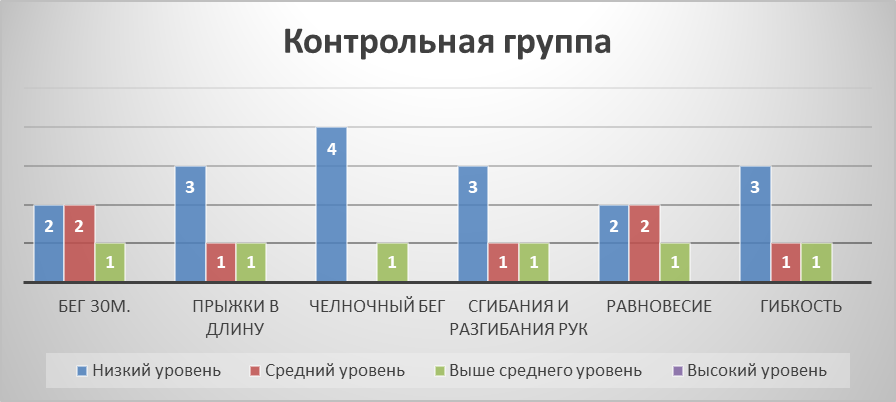 Контрольная группа
2 2 1 3 1 1 4 1 3 1 1 2 2 1 3 1 1
БЕГ 30М. ПРЫЖКИ В ЧЕЛНОЧНЫЙ БЕГ СГИБАНИЯ И РАВНОВЕСИЕ ГИБКОСТЬ
ДЛИНУ РАЗГИБАНИЯ РУК
Низкий уровень Средний уровень Выше среднего уровень Высокий уровень